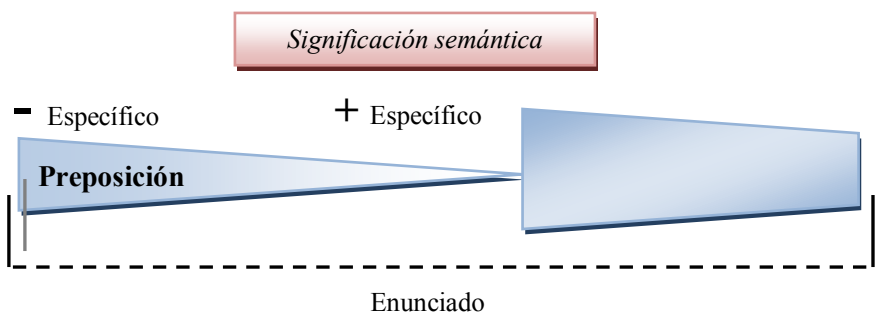 Significación semántica
- Específico
+ Específico
Preposición
Enunciado